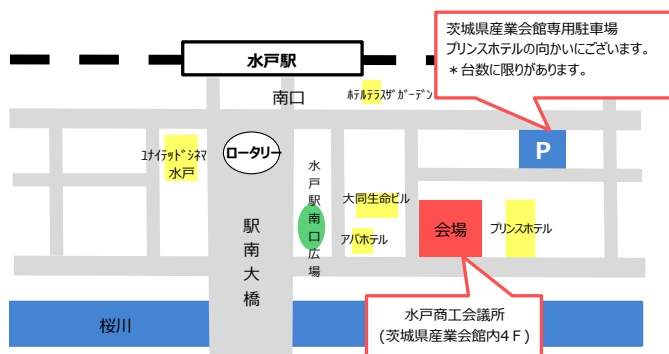 茨城県産業会館専用駐車場
プリンスホテルの向かいにございます。
＊台数に限りがあります。
水戸駅
南口
ﾎﾃﾙﾃﾗｽｻﾞガーデン
P
ﾕﾅｲﾃｯﾄﾞｼﾈﾏ
水戸
ロータリー
水戸駅南口広場
大同生命ビル
アパホテル
会場
プリンスホテル
駅南大橋
桜川
水戸商工会議所
(茨城県産業会館内4Ｆ)